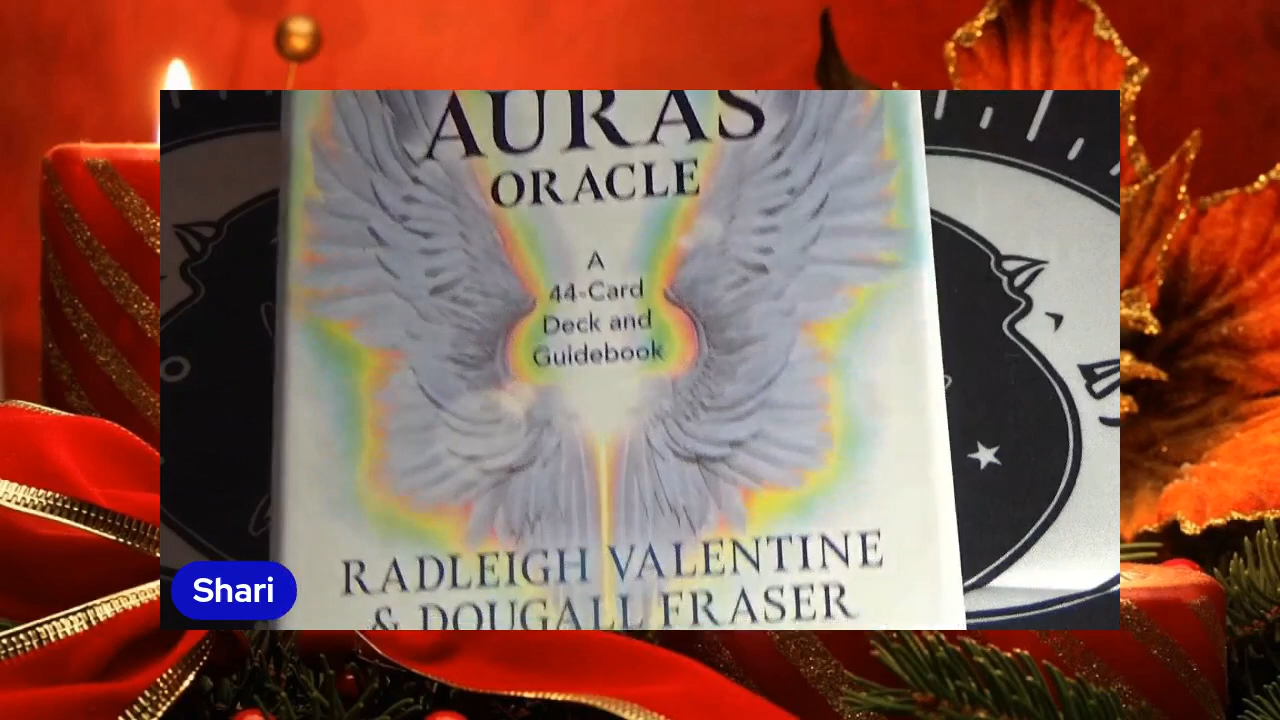 AURAS
ORACLE
A
44-Card
Deck and
Guidebook
RADLEIGH VALENTINE
& DOUGALL FRASER
Shari